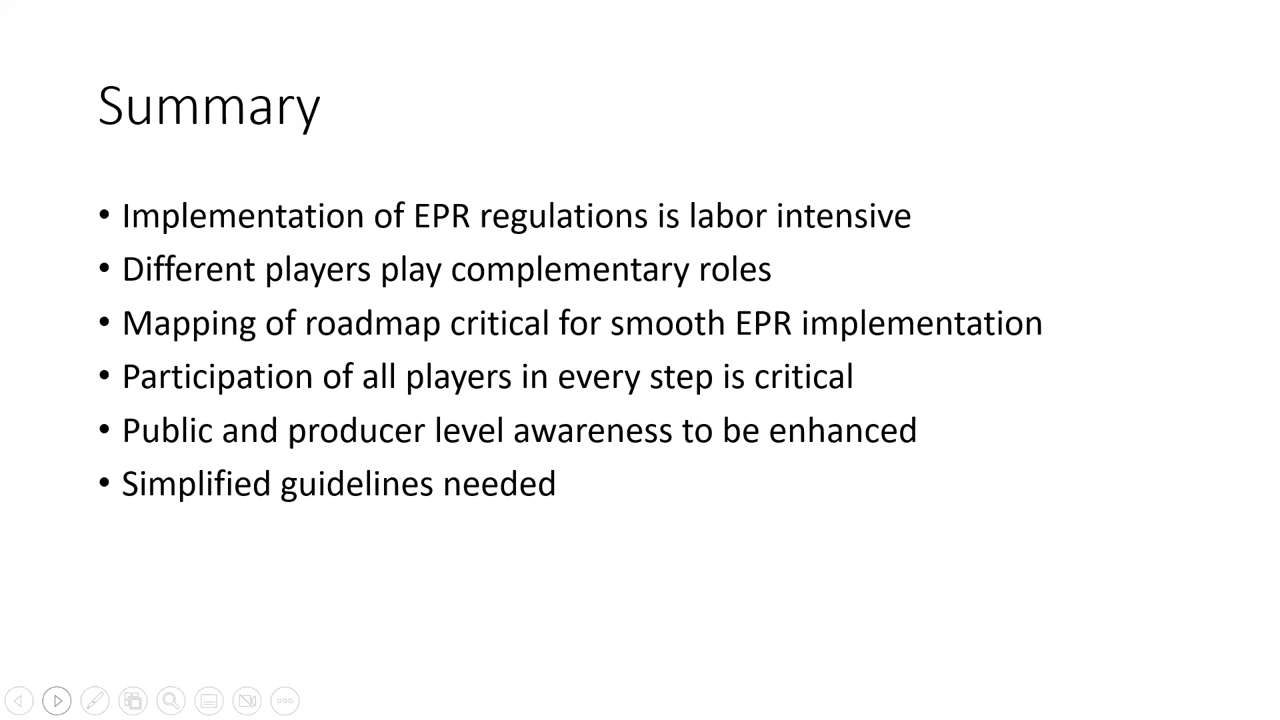 Summary
• Implementation of EPR regulations is labor intensive
• Different players play complementary roles
• Mapping of roadmap critical for smooth EPR implementation
• Participation of all players in every step is critical
• Public and producer level awareness to be enhanced
• Simplified guidelines needed